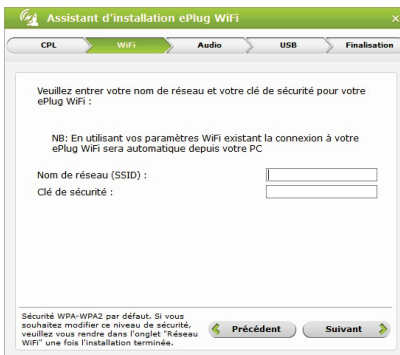 Assistant d'installation ePlug WiFi
CPL
WiFi
Audio
USB
Finalisation
Veuillez entrer votre nom de réseau et votre clé de sécurité pour votre
ePlug WiFi :
NB: En utilisant vos paramètres WiFi existant la connexion à votre
ePlug WiFi sera automatique depuis votre PC
Nom de réseau (SSID) :
Clé de sécurité :
Sécurité WPA-WPA2 par défaut. Si vous
souhaitez modifier ce niveau de sécurité,
veuillez vous rendre dans l'onglet "Réseau
WiFi" une fois l'installation terminée.
Précédent
Suivant